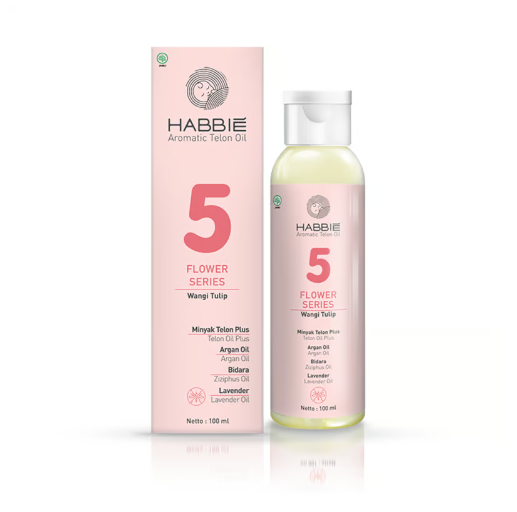 HABBIE
Aromatic Telon Oil
5
FLOWER
SERIES
Wangi Tulip
Minyak Telon Plus
Telon Oil Plus
Argan Oil
Argan Oil
Bidara
Ziziphus Oil
Lavender
Lavender Oil
Netto : 100 ml
HABBIE
Aromatic Telon Oil
5
FLOWER
SERIES
Wangi Tulip
Minyak Telon Plus
Telon Oil Plus
Argan Oil
Argan Oil
Bidara
Ziziphus Oil
Lavender
Lavender Oil
Netto : 100 ml